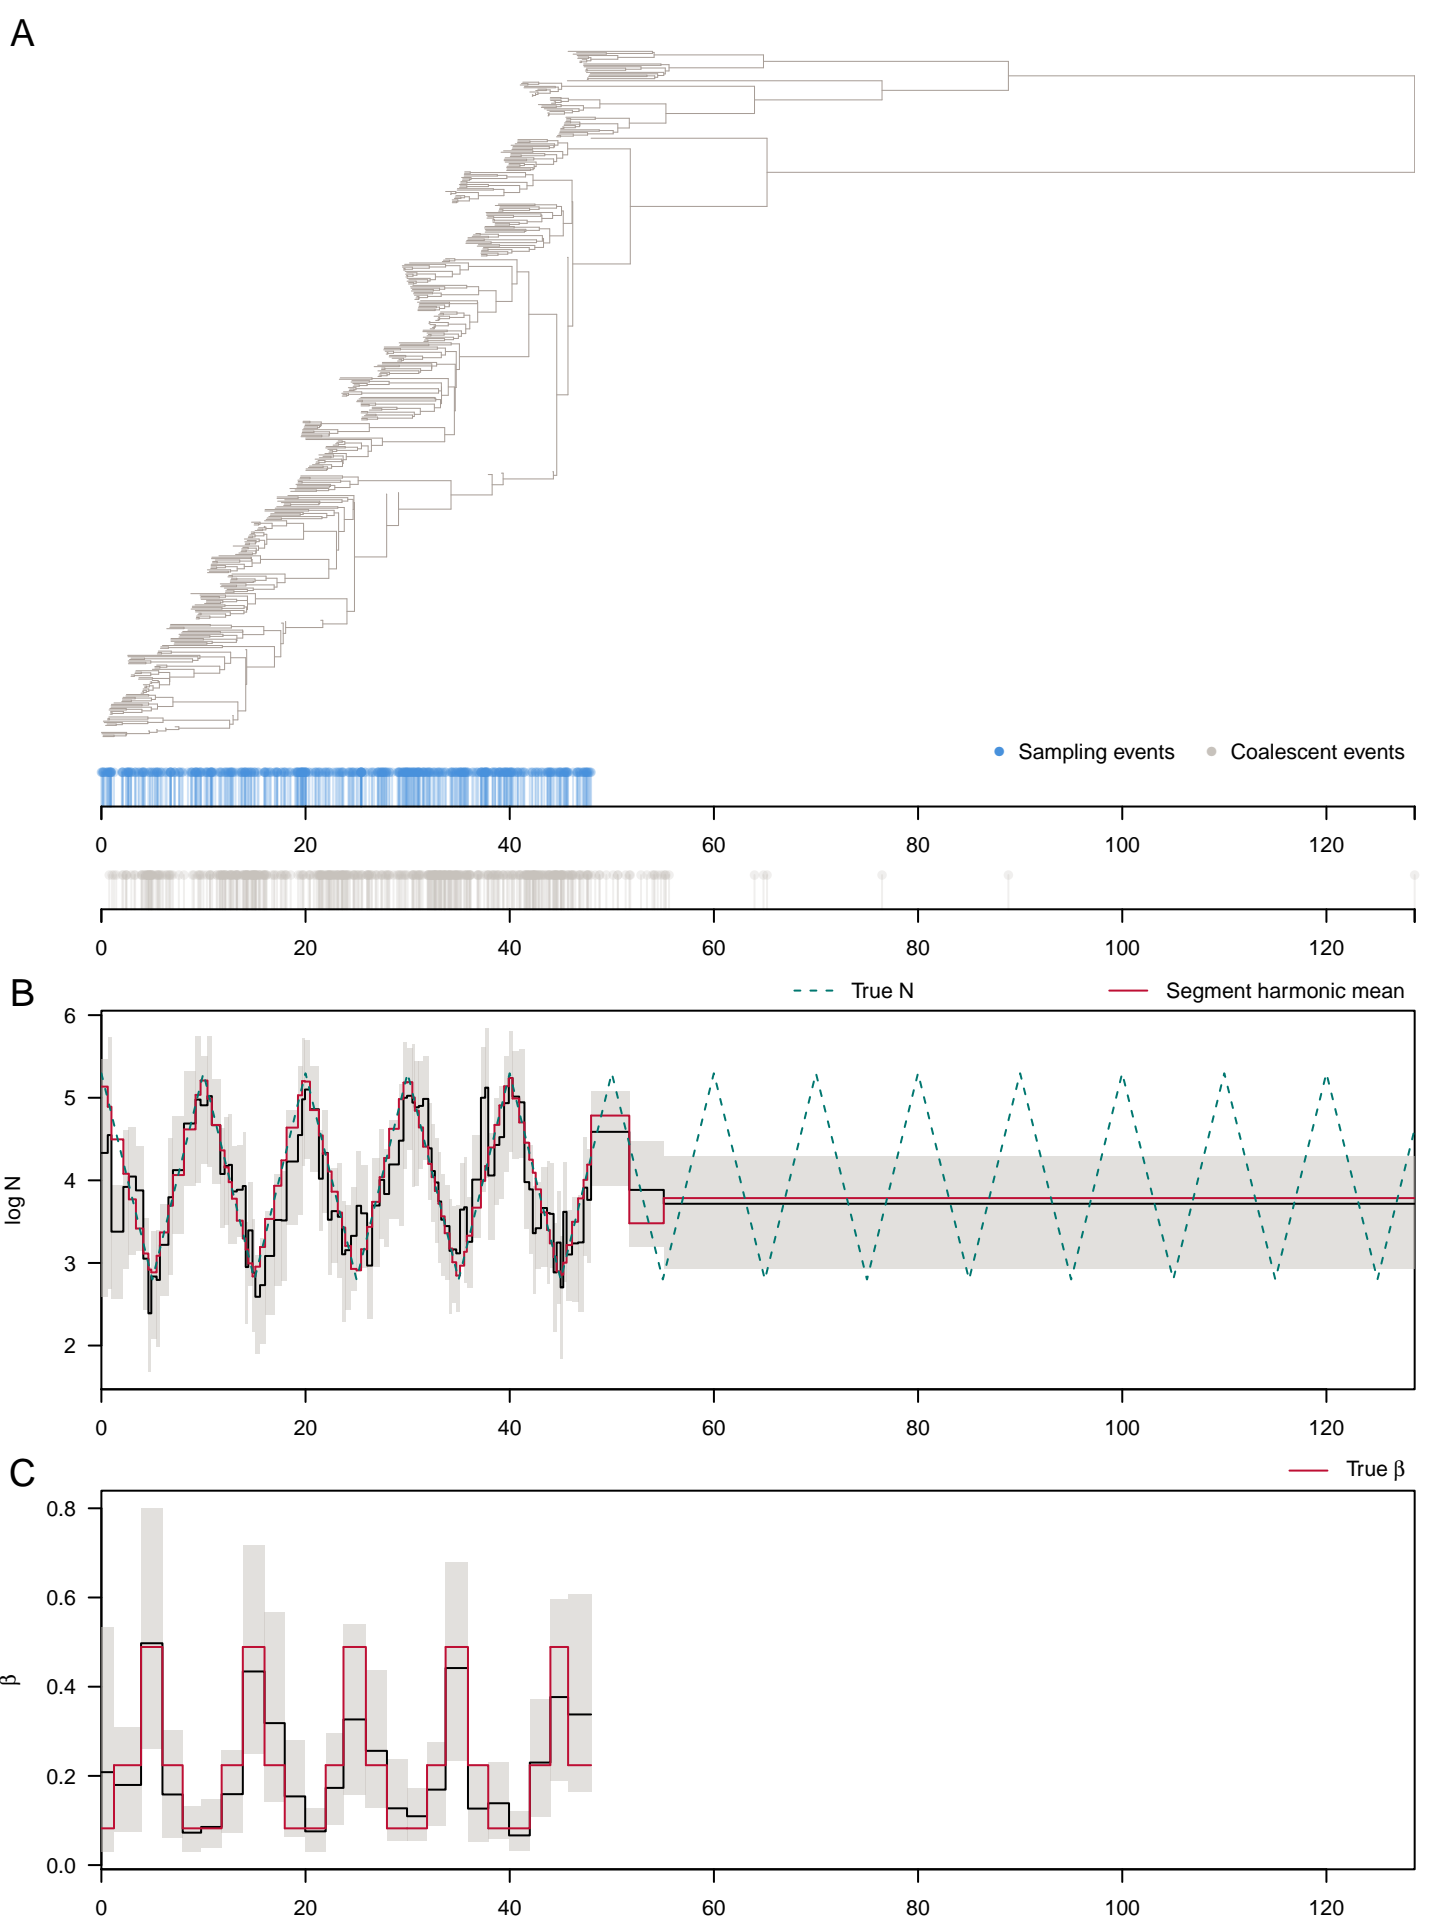 A
Sampling events Coalescent events
0 20 40 60 80 100 120
0 20 40 60 80 100 120
B
True N Segment harmonic mean
6
5
4
3
2
log N
0 20 40 60 80 100 120
C
True β
0.8
0.6
0.4
0.2
0.0
β
0 20 40 60 80 100 120